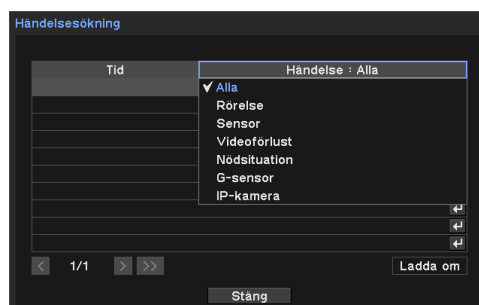 Händelsesökning
Tid Händelse : Alla
Alla
Rörelse
Sensor
Videoförlust
Nödsituation
G-sensor
IP-kamera
1/1 Ladda om
Stäng